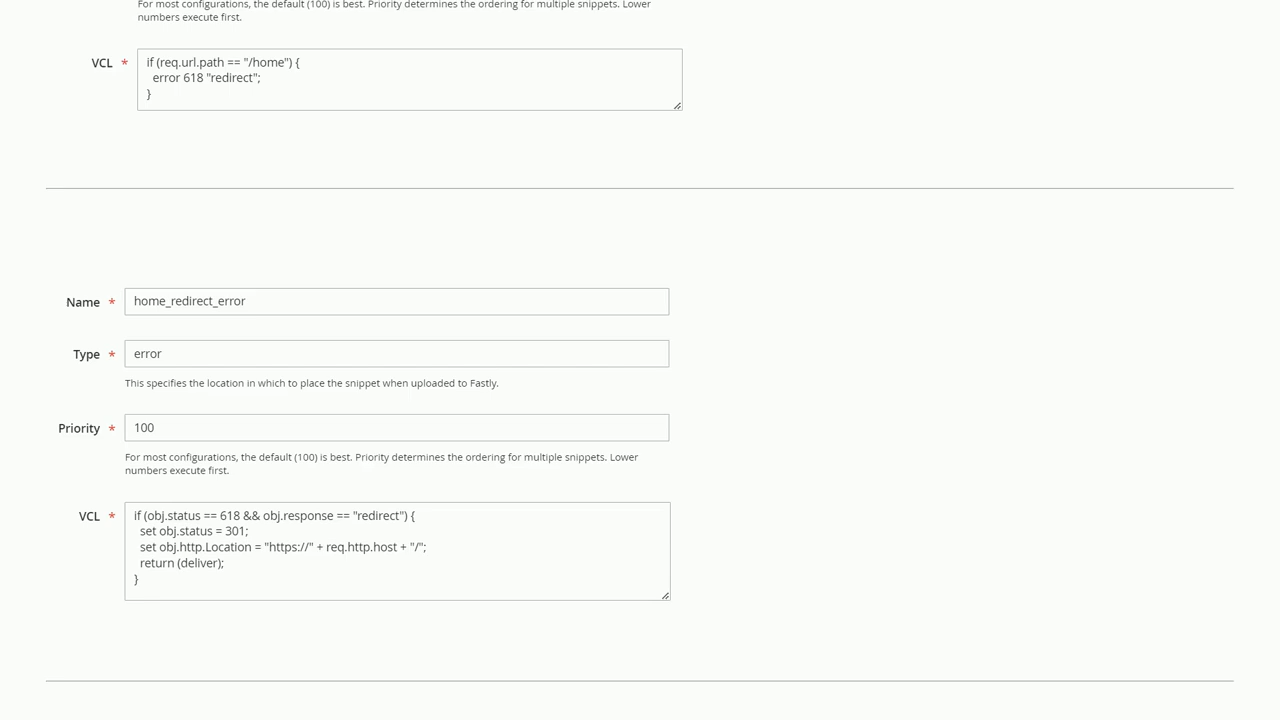 For most configurations, the default (100) is best. Priority determines the ordering for multiple snippets. Lower
numbers execute first.
VCL *
if (req.url.path == "/home") {
  error 618 "redirect";
}
Name *
home_redirect_error
Type *
error
This specifies the location in which to place the snippet when uploaded to Fastly.
Priority *
100
For most configurations, the default (100) is best. Priority determines the ordering for multiple snippets. Lower
numbers execute first.
VCL *
if (obj.status == 618 && obj.response == "redirect") {
  set obj.status = 301;
  set obj.http.Location = "https://" + req.http.host + "/";
  return (deliver);
}